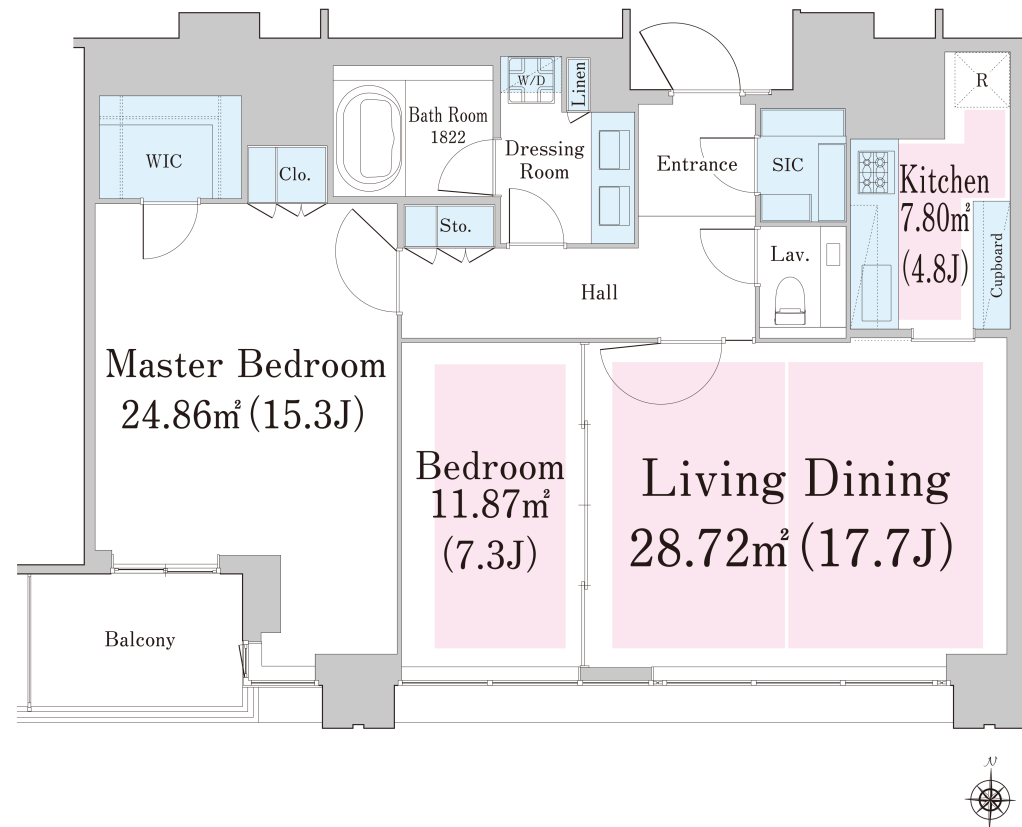 W/D
Linen
R
Bath Room
1822
WIC
Clo.
Dressing
Room
Entrance
SIC
Kitchen
7.80㎡
(4.8J)
Cupboard
Sto.
Lav.
Hall
Master Bedroom
24.86㎡(15.3J)
Bedroom
11.87㎡
(7.3J)
Living Dining
28.72㎡(17.7J)
Balcony
N